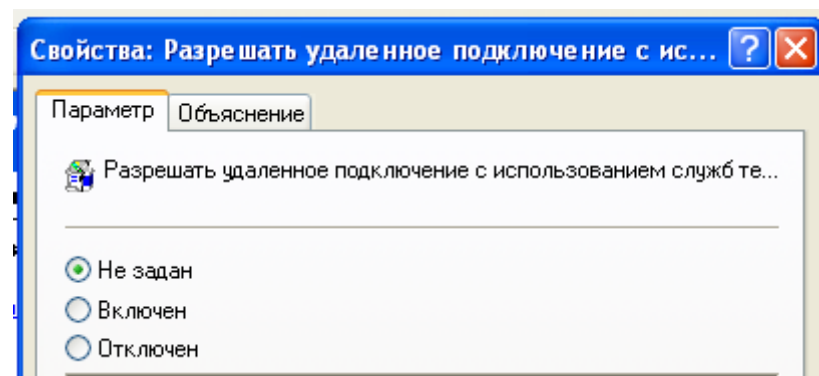 Свойства: Разрешать удаленное подключение с ис...
Параметр
Объяснение
Разрешать удаленное подключение с использованием служб те...
Не задан
Включен
Отключен